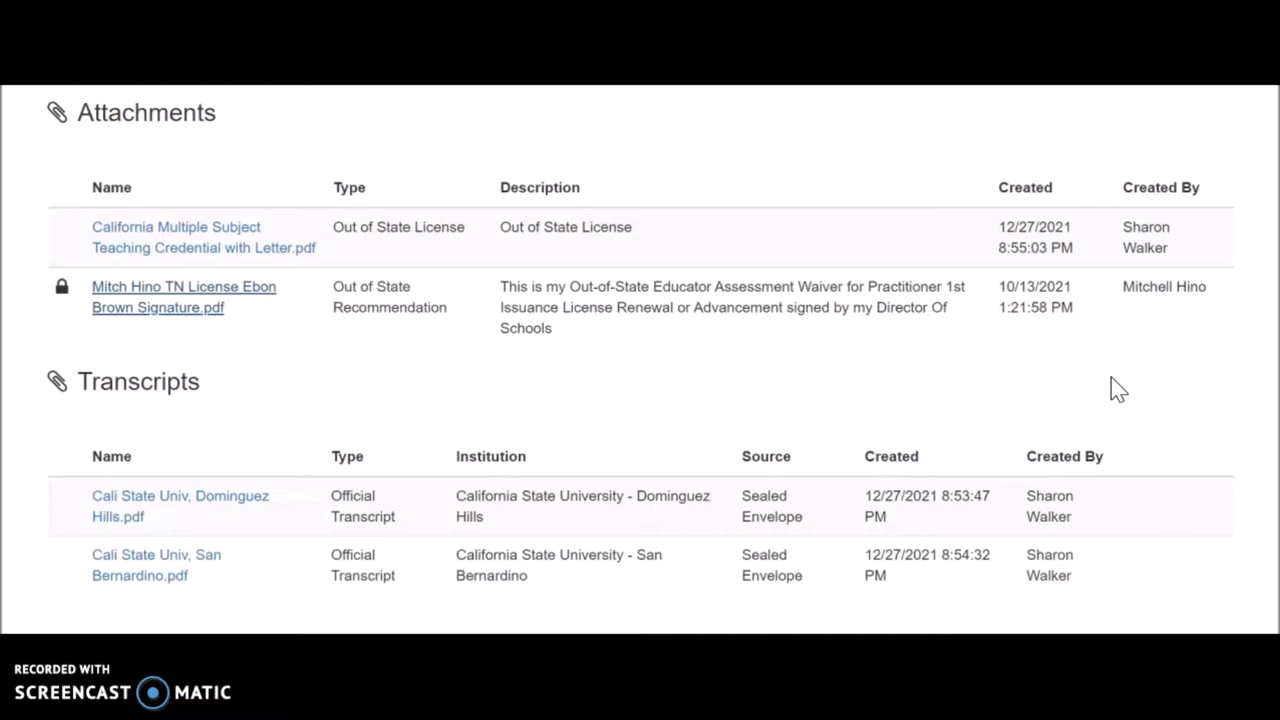 Attachments
Name Type Description Created Created By
California Multiple Subject Out of State License Out of State License 12/27/2021 Sharon
Teaching Credential with Letter.pdf 8:55:03 PM Walker
Mitch Hino TN License Ebon Out of State This is my Out-of-State Educator Assessment Waiver for Practitioner 1st 10/13/2021 Mitchell Hino
Brown Signature.pdf Recommendation Issuance License Renewal or Advancement signed by my Director Of 1:21:58 PM
Schools
Transcripts
Name Type Institution Source Created Created By
Cali State Univ, Dominguez Official California State University - Dominguez Sealed 12/27/2021 8:53:47 Sharon
Hills.pdf Transcript Hills Envelope PM Walker
Cali State Univ, San Official California State University - San Sealed 12/27/2021 8:54:32 Sharon
Bernardino.pdf Transcript Bernardino Envelope PM Walker
RECORDED WITH
SCREENCAST MATIC